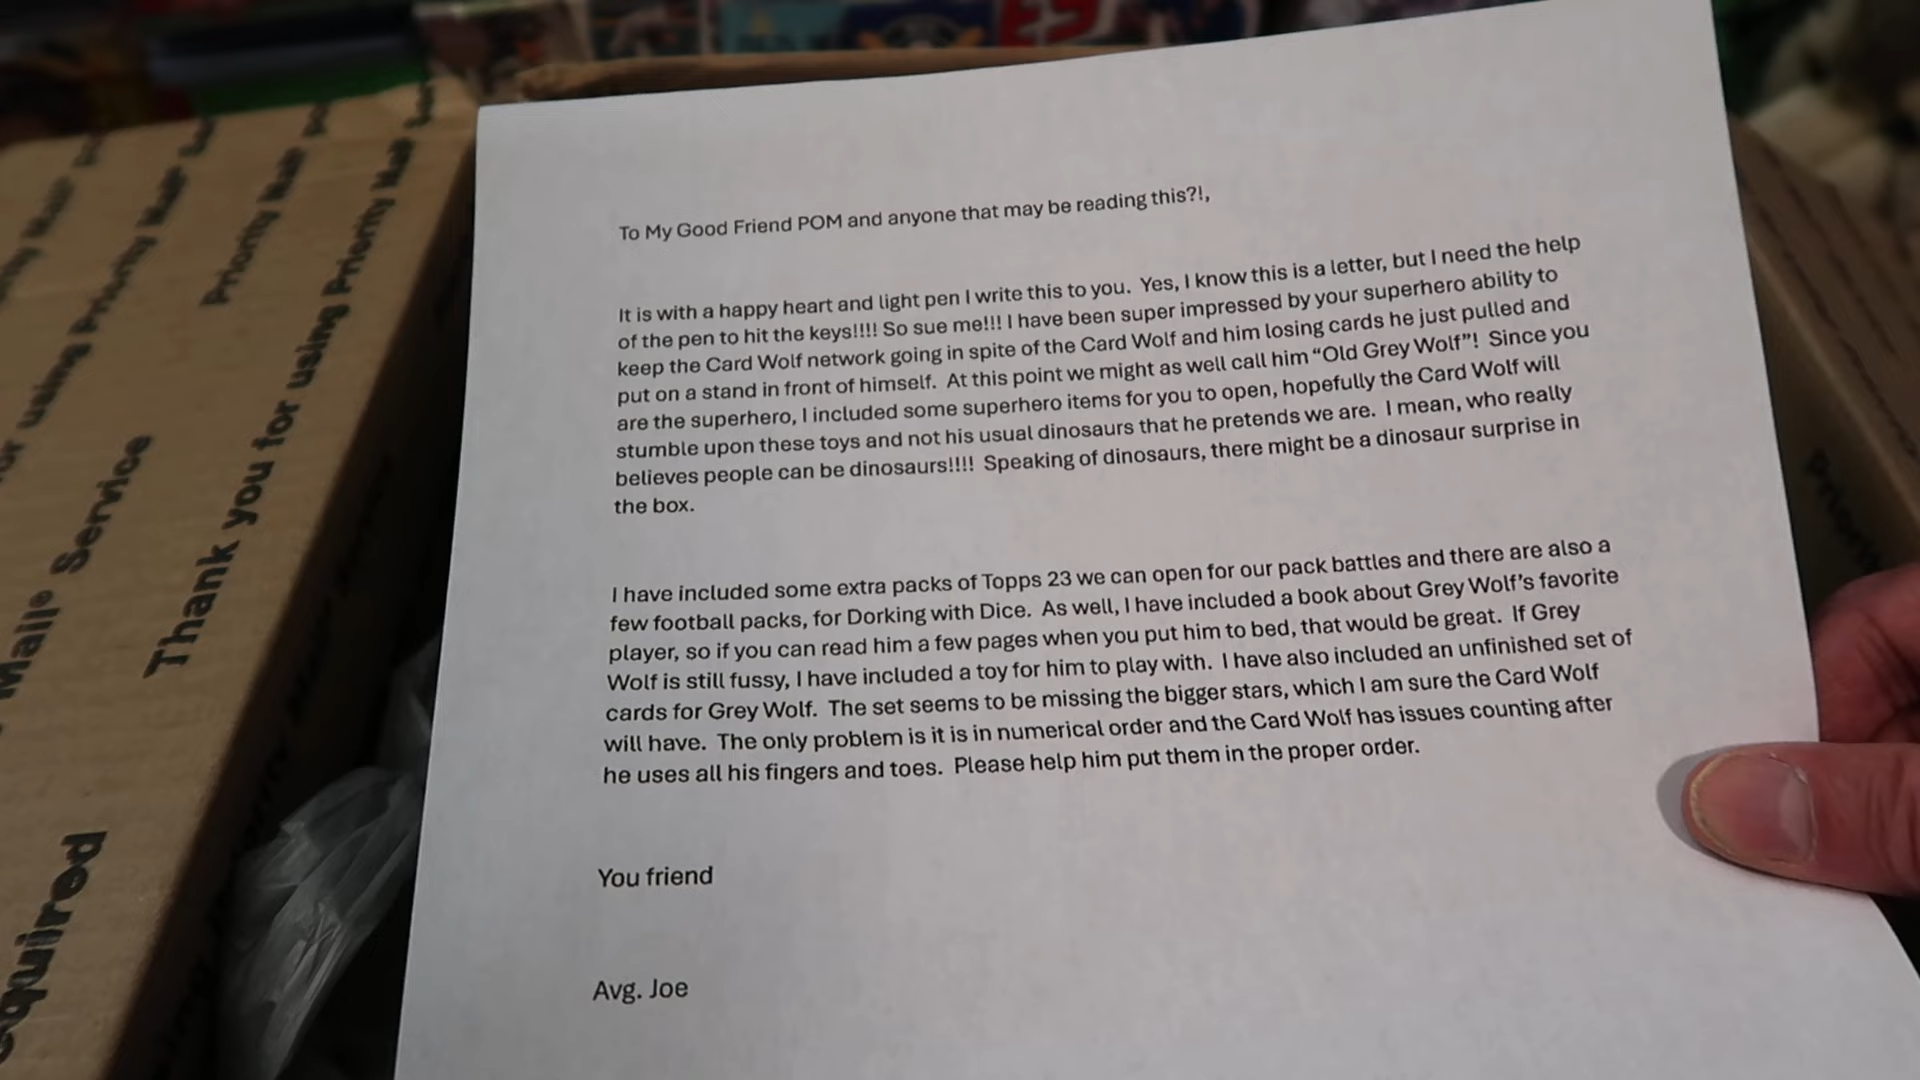 To My Good Friend POM and anyone that may be reading this?!,
It is with a happy heart and light pen I write this to you. Yes, I know this is a letter, but I need the help
of the pen to hit the keys!!!! So sue me!!! I have been super impressed by your superhero ability to
keep the Card Wolf network going in spite of the Card Wolf and him losing cards he just pulled and
put on a stand in front of himself. At this point we might as well call him “Old Grey Wolf”! Since you
are the superhero, I included some superhero items for you to open, hopefully the Card Wolf will
stumble upon these toys and not his usual dinosaurs that he pretends we are. I mean, who really
believes people can be dinosaurs!!!! Speaking of dinosaurs, there might be a dinosaur surprise in
the box.
I have included some extra packs of Topps 23 we can open for our pack battles and there are also a
few football packs, for Dorking with Dice. As well, I have included a book about Grey Wolf’s favorite
player, so if you can read him a few pages when you put him to bed, that would be great. If Grey
Wolf is still fussy, I have included a toy for him to play with. I have also included an unfinished set of
cards for Grey Wolf. The set seems to be missing the bigger stars, which I am sure the Card Wolf
will have. The only problem is it is in numerical order and the Card Wolf has issues counting after
he uses all his fingers and toes. Please help him put them in the proper order.
You friend
Avg. Joe
Thank you for using Priority Mail
Priority Mail
for using Priority Mail
Mail® Service